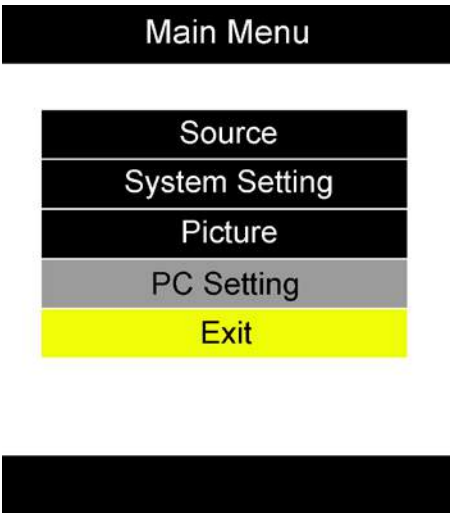 Main Menu
Source
System Setting
Picture
PC Setting
Exit